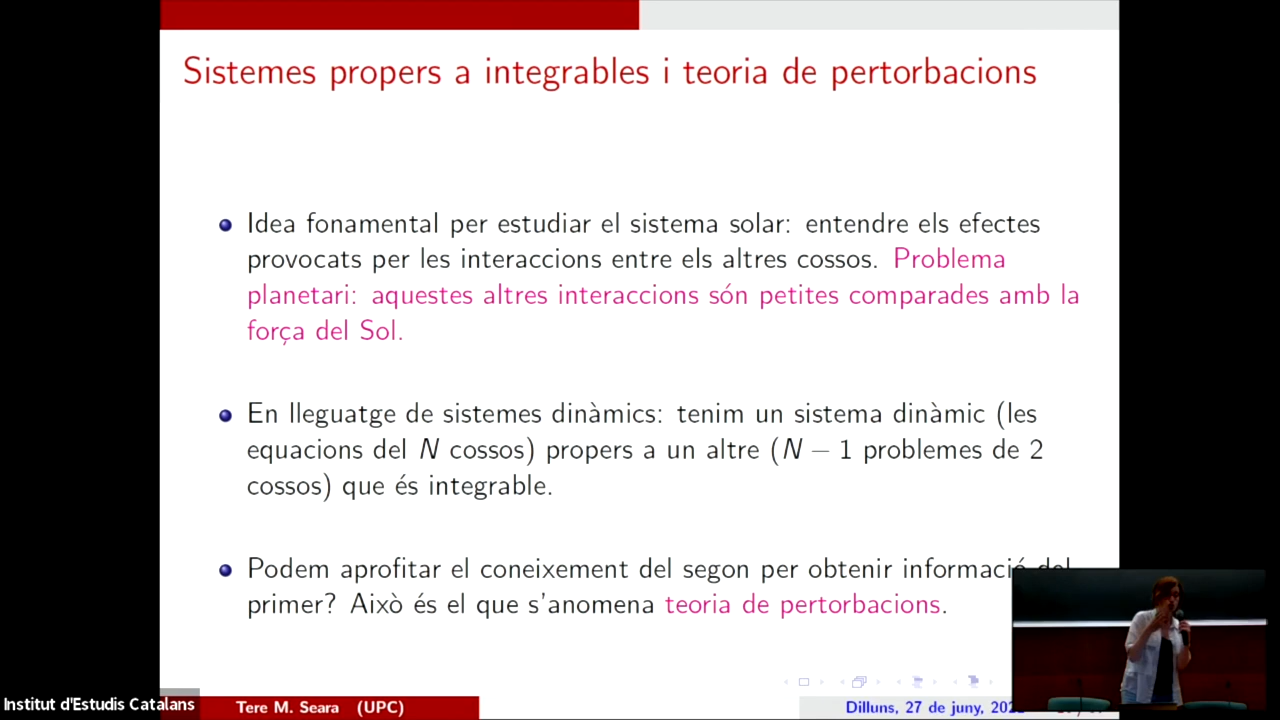 Sistemes propers a integrables i teoria de pertorbacions
Idea fonamental per estudiar el sistema solar: entendre els efectes
provocats per les interaccions entre els altres cossos. Problema
planetari: aquestes altres interaccions són petites comparades amb la
força del Sol.
En lleguatge de sistemes dinàmics: tenim un sistema dinàmic (les
equacions del N cossos) propers a un altre (N − 1 problemes de 2
cossos) que és integrable.
Podem aprofitar el coneixement del segon per obtenir informació del
primer? Això és el que s'anomena teoria de pertorbacions.
Institut d'Estudis Catalans
Tere M. Seara (UPC)
Dilluns, 27 de juny,